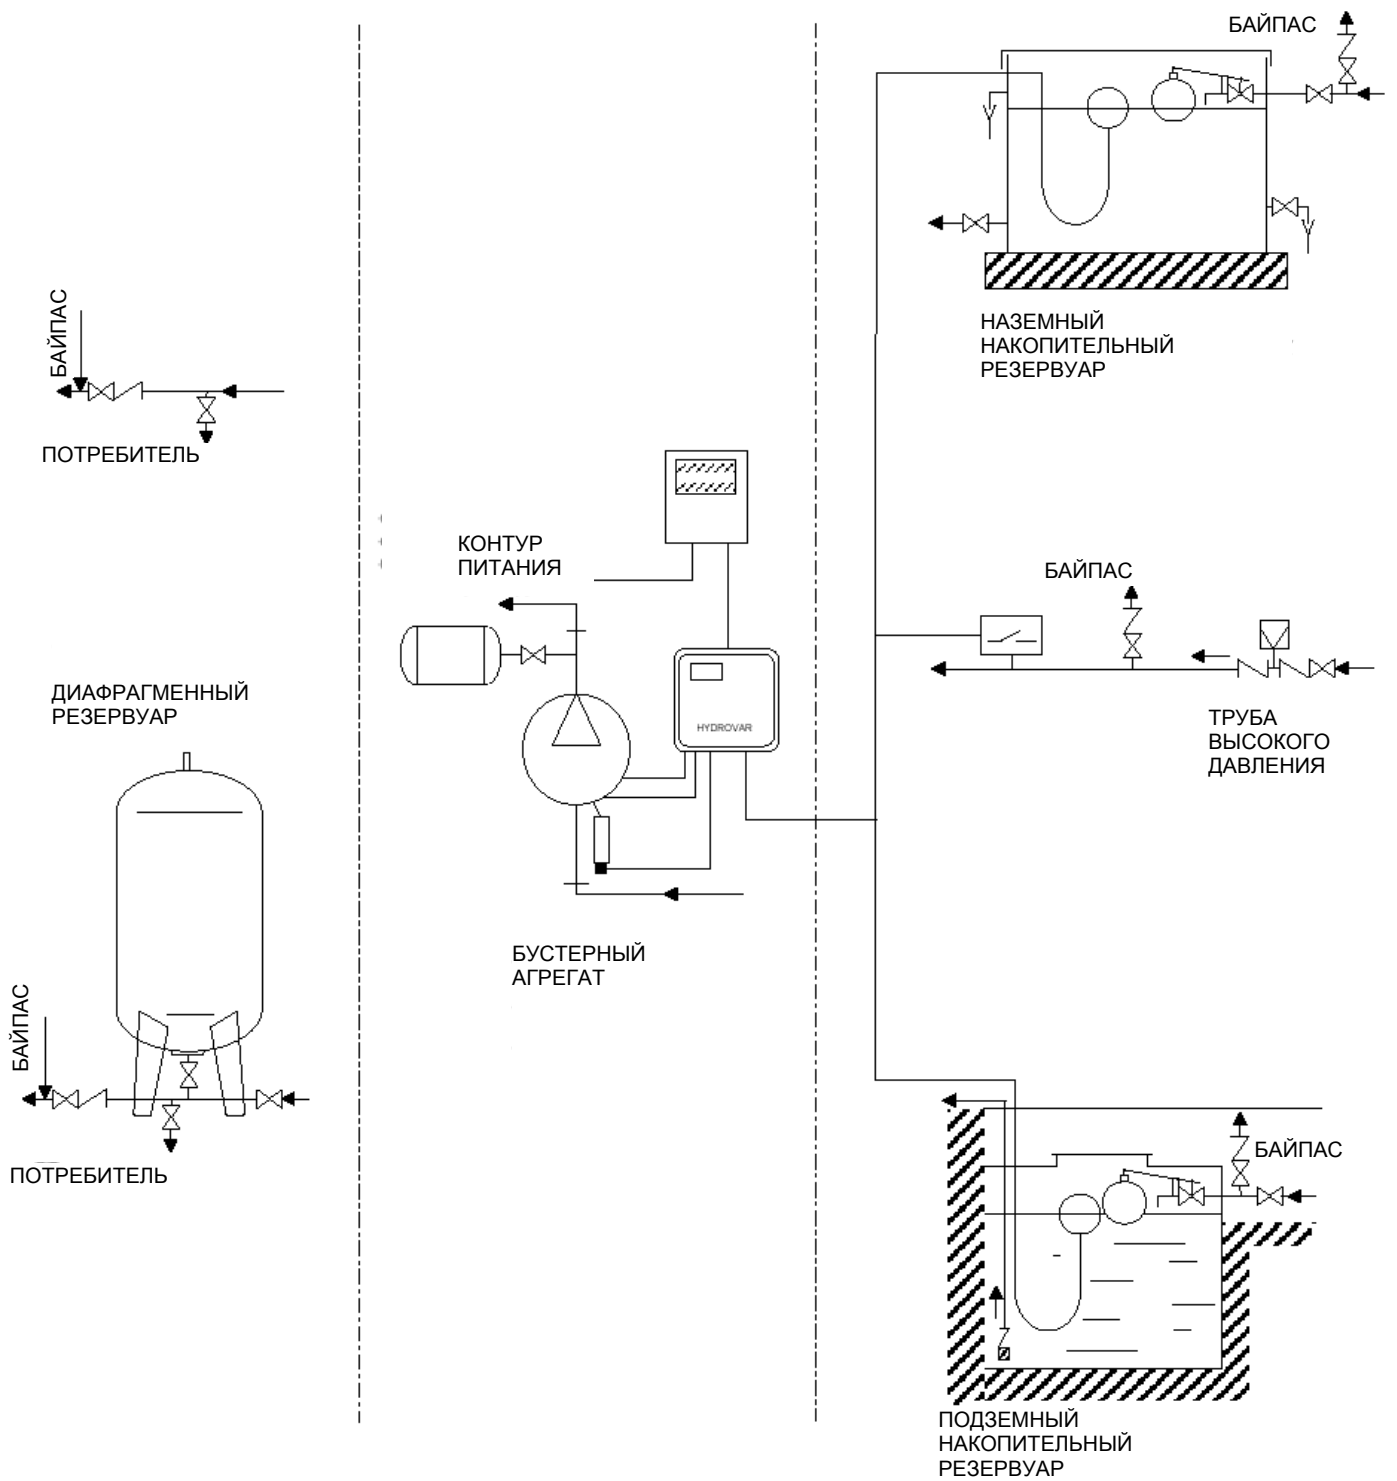 БАЙПАС
НАЗЕМНЫЙ
НАКОПИТЕЛЬНЫЙ
РЕЗЕРВУАР
БАЙПАС
ПОТРЕБИТЕЛЬ
КОНТУР
ПИТАНИЯ
БАЙПАС
ДИАФРАГМЕННЫЙ
РЕЗЕРВУАР
HYDROVAR
ТРУБА
ВЫСОКОГО
ДАВЛЕНИЯ
БУСТЕРНЫЙ
АГРЕГАТ
БАЙПАС
ПОТРЕБИТЕЛЬ
БАЙПАС
ПОДЗЕМНЫЙ
НАКОПИТЕЛЬНЫЙ
РЕЗЕРВУАР